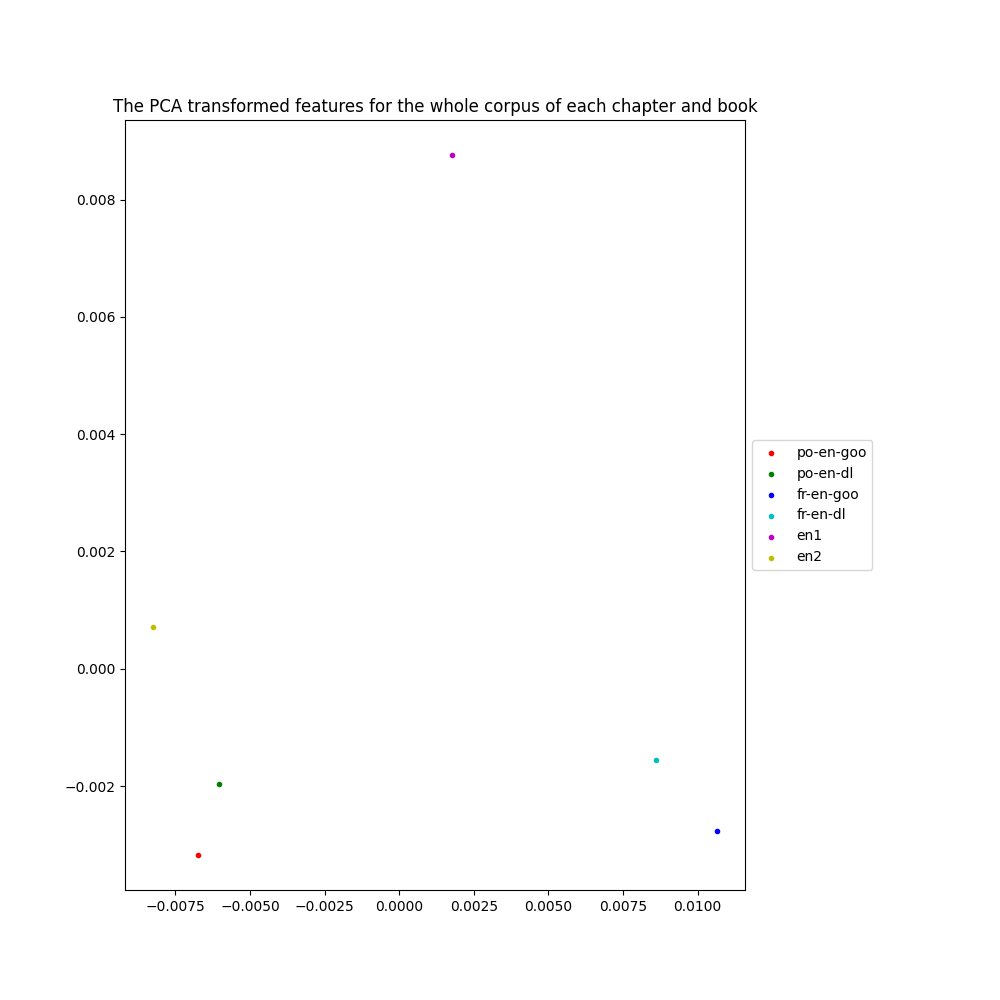 The PCA transformed features for the whole corpus of each chapter and book
0.008
0.006
0.004
0.002
0.000
−0.002
−0.0075 −0.0050 −0.0025 0.0000 0.0025 0.0050 0.0075 0.0100
po-en-goo
po-en-dl
fr-en-goo
fr-en-dl
en1
en2